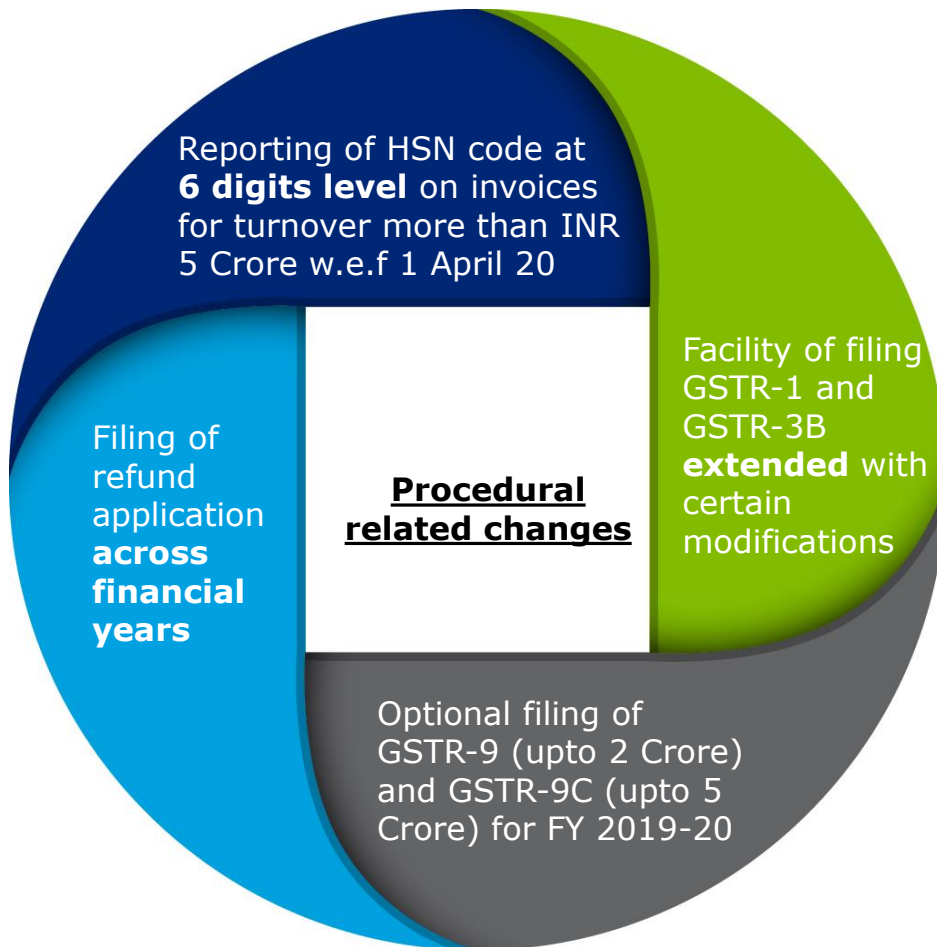 Reporting of HSN code at
6 digits level on invoices
for turnover more than INR
5 Crore w.e.f 1 April 20
Facility of filing
GSTR-1 and
GSTR-3B
extended with
certain
modifications
Filing of
refund
application
across
financial
years
Procedural
related changes
Optional filing of
GSTR-9 (upto 2 Crore)
and GSTR-9C (upto 5
Crore) for FY 2019-20